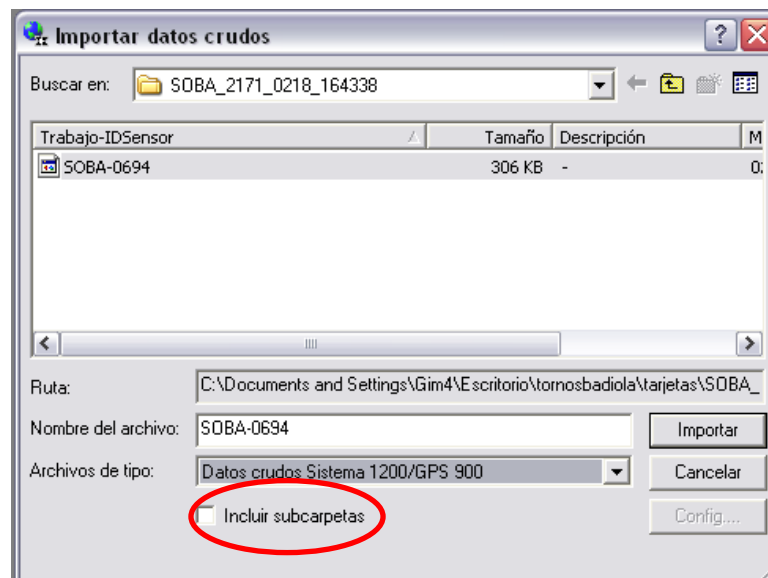 Importar datos crudos
Buscar en: SOBA_2171_0218_164338
Trabajo-IDSensor Tamaño Descripción M
SOBA-0694 306 KB - 02
Ruta: C:\Documents and Settings\Gim4\Escritorio\tornosbadiola\tarjetas\SOBA_
Nombre del archivo: SOBA-0694 Importar
Archivos de tipo: Datos crudos Sistema 1200/GPS 900 Cancelar
Incluir subcarpetas Config....